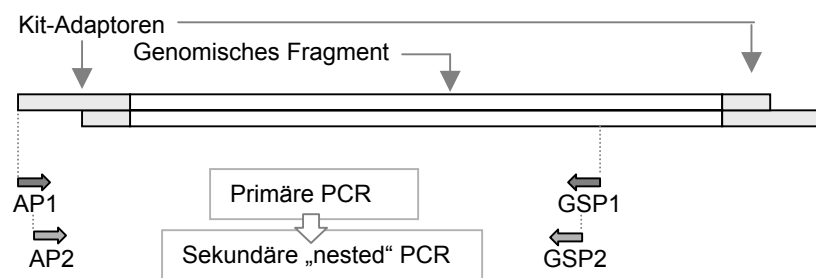 Kit-Adaptoren
Genomisches Fragment
AP1
Primäre PCR
GSP1
AP2
Sekundäre „nested“ PCR
GSP2